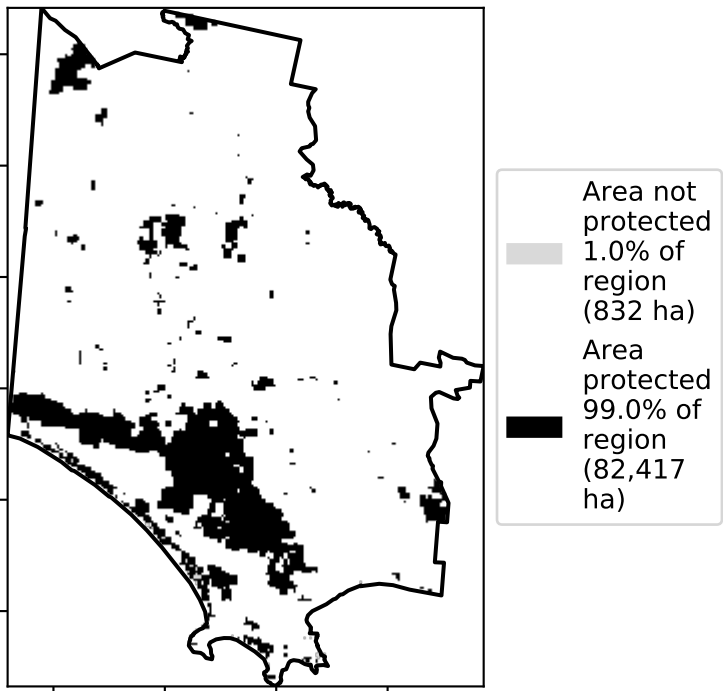 Area not
protected
1.0% of
region
(832 ha)
Area
protected
99.0% of
region
(82,417
ha)